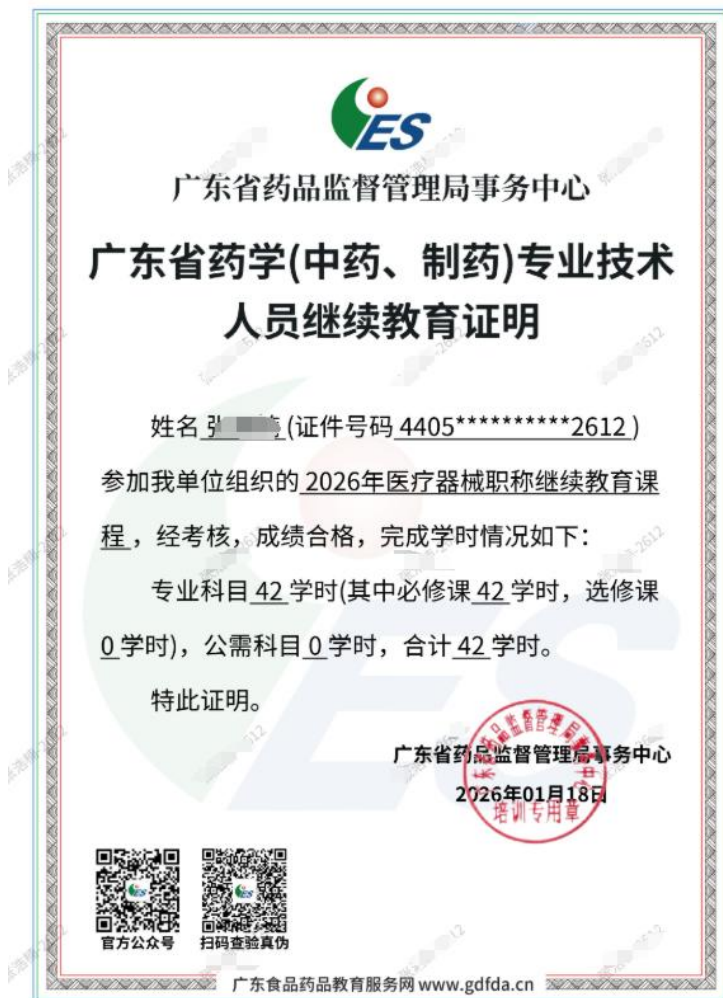 ES
广东省药品监督管理局事务中心
广东省药学(中药、制药)专业技术
人员继续教育证明
姓名 张 (证件号码 4405**********2612 )
参加我单位组织的 2026年医疗器械职称继续教育课
程 ，经考核，成绩合格，完成学时情况如下：
专业科目 42 学时(其中必修课 42 学时，选修课
0 学时)，公需科目 0 学时，合计 42 学时。
特此证明。
广东省药品监督管理局事务中心
2026年01月18日
培训专用章
官方公众号 扫码查验真伪
广东食品药品教育服务网 www.gdfda.cn